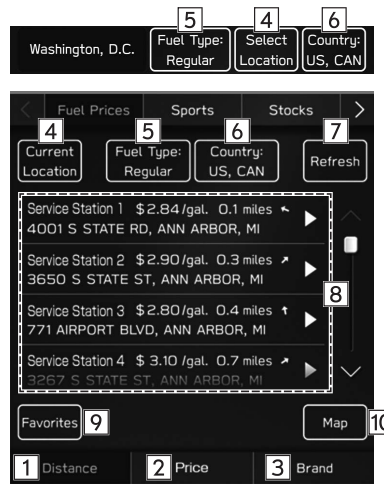 5 4 6
Washington, D.C. Fuel Type: Regular Select Location Country: US, CAN
< Fuel Prices Sports Stocks >
4 5 6 7
Current Location Fuel Type: Regular Country: US, CAN Refresh
Service Station 1 $2.84/gal. 0.1 miles
4001 S STATE RD, ANN ARBOR, MI
Service Station 2 $2.90/gal. 0.3 miles
3650 S STATE ST, ANN ARBOR, MI
8
Service Station 3 $2.80/gal. 0.4 miles
771 AIRPORT BLVD, ANN ARBOR, MI
Service Station 4 $3.10/gal. 0.7 miles
3267 S STATE ST, ANN ARBOR, MI
Favorites 9 Map 10
1 Distance 2 Price 3 Brand